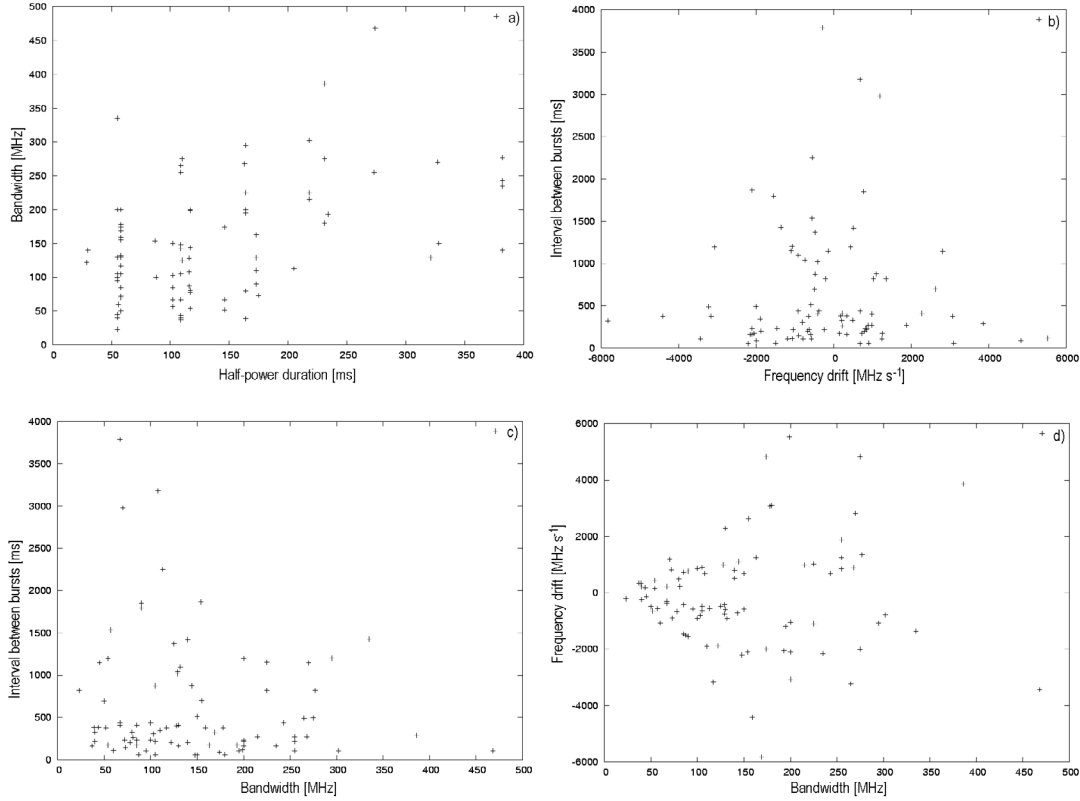 500
450
400
350
300
250
200
150
100
50
0
0 50 100 150 200 250 300 350 400
Bandwidth [MHz]
Half-power duration [ms]
a)
4000
3500
3000
2500
2000
1500
1000
500
0
-6000 -4000 -2000 0 2000 4000 6000
Interval between bursts [ms]
Frequency drift [MHz s⁻¹]
b)
4000
3500
3000
2500
2000
1500
1000
500
0
0 50 100 150 200 250 300 350 400 450 500
Interval between bursts [ms]
Bandwidth [MHz]
c)
6000
4000
2000
0
-2000
-4000
-6000
0 50 100 150 200 250 300 350 400 450 500
Frequency drift [MHz s⁻¹]
Bandwidth [MHz]
d)